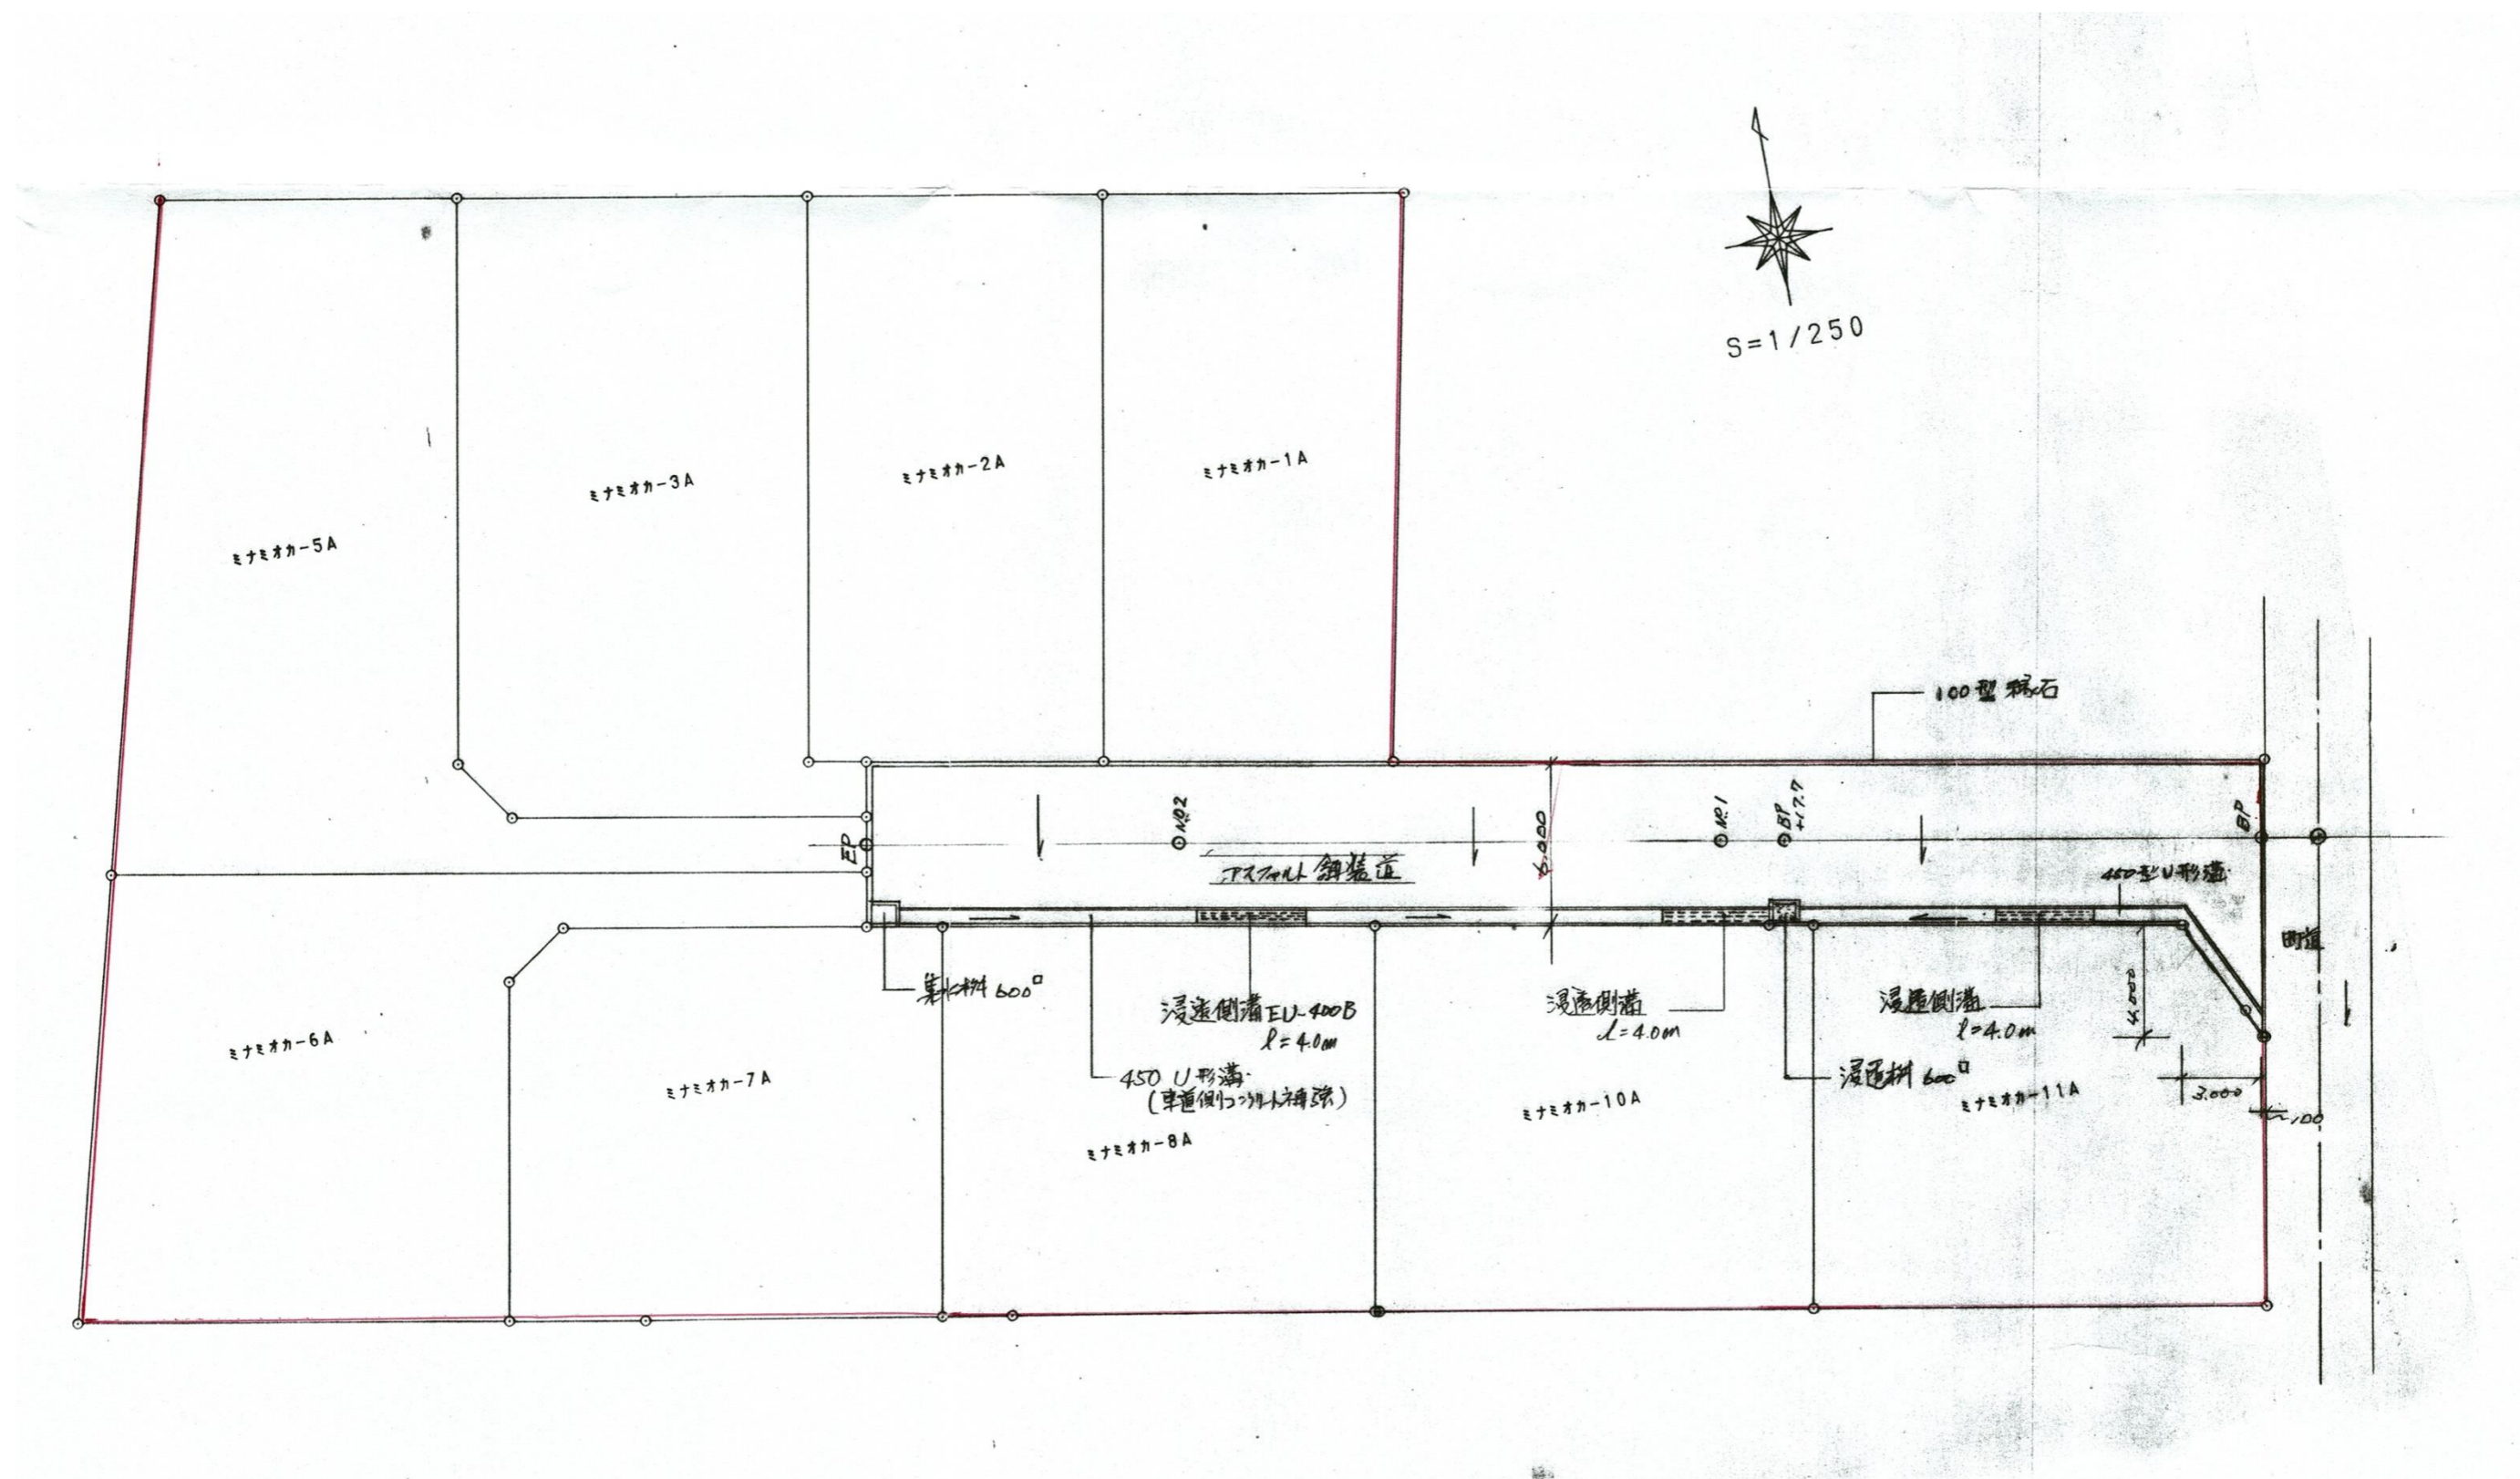 S=1/250
ミナミオカ-1A
ミナミオカ-2A
ミナミオカ-3A
ミナミオカ-5A
100型 縁石
NO.2
NO.1
BP
+17.7
BP
EP
6.000
アスファルト舗装道
450型U形溝
町道
集水桝 600□
浸透側溝 EU-400B
l=4.0m
浸透側溝
l=4.0m
浸透側溝
l=4.0m
4.000
450 U形溝
(車道側コンクリート補強)
浸透桝 600□
3.000
ミナミオカ-6A
ミナミオカ-7A
ミナミオカ-8A
ミナミオカ-10A
ミナミオカ-11A